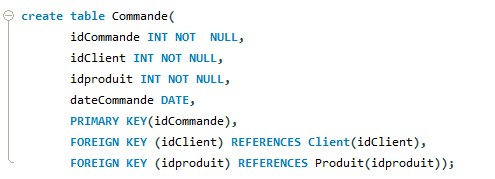 create table Commande(
idCommande INT NOT  NULL,
idClient INT NOT NULL,
idproduit INT NOT NULL,
dateCommande DATE,
PRIMARY KEY(idCommande),
FOREIGN KEY (idClient) REFERENCES Client(idClient),
FOREIGN KEY (idproduit) REFERENCES Produit(idproduit));